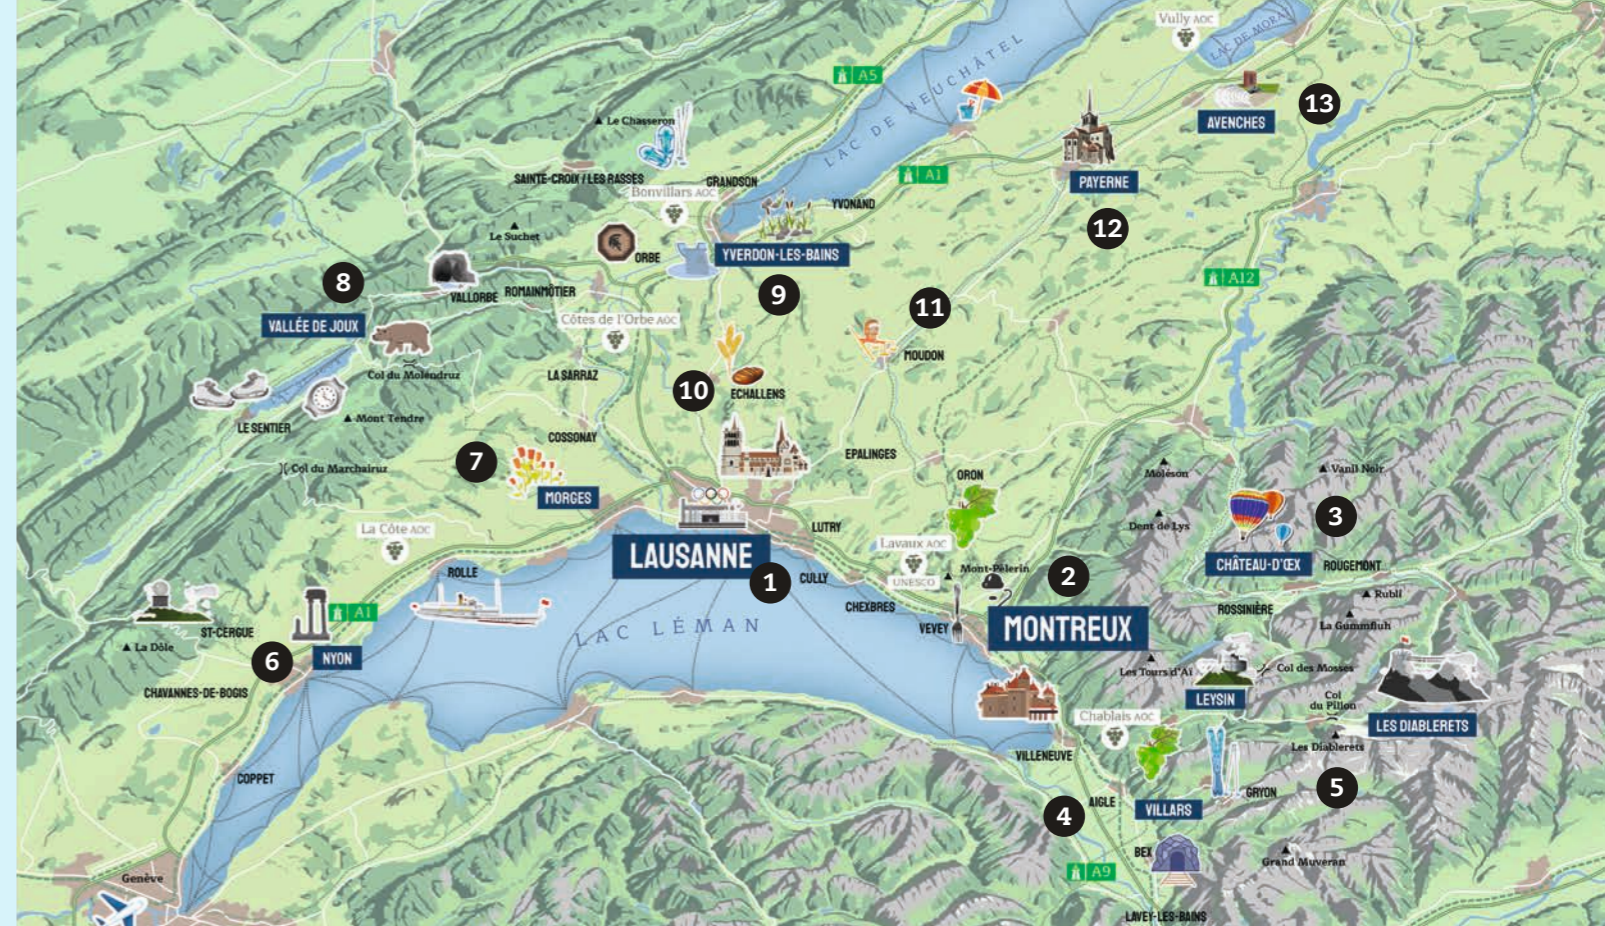 Vully AOC
LAC DE MORAT
A5
LAC DE NEUCHÂTEL
13
AVENCHES
Le Chasseron
SAINTE-CROIX / LES RASSES
GRANDSON
A1
PAYERNE
Bonvillars AOC
YVONAND
12
Le Suchet
ORBE
YVERDON-LES-BAINS
A12
8
VALLORBE
ROMAINMÔTIER
9
11
VALLÉE DE JOUX
Côtes de l'Orbe AOC
MOUDON
Col du Mollendruz
LA SARRAZ
10
ECHALLENS
Mont Tendre
LE SENTIER
COSSONAY
EPALINGES
7
Col du Marchairuz
MORGES
ORON
Moléson
Vanil Noir
3
Dent de Lys
La Côte AOC
LUTRY
Lavaux AOC
UNESCO
LAUSANNE
1
CULLY
Mont-Pèlerin
2
CHÂTEAU-D'ŒX
ROUGEMONT
ROLLE
CHEXBRES
Rubli
ROSSINIÈRE
La Gummfluh
A1
LAC LÉMAN
VEVEY
MONTREUX
ST-CERGUE
La Dôle
6
NYON
Les Tours d'Aï
Col des Mosses
CHAVANNES-DE-BOGIS
LEYSIN
Col
du Pillon
Chablais AOC
LES DIABLERETS
Les Diablerets
VILLENEUVE
COPPET
5
GRYON
AIGLE
4
VILLARS
BEX
Grand Muveran
A9
Genève
LAVEY-LES-BAINS